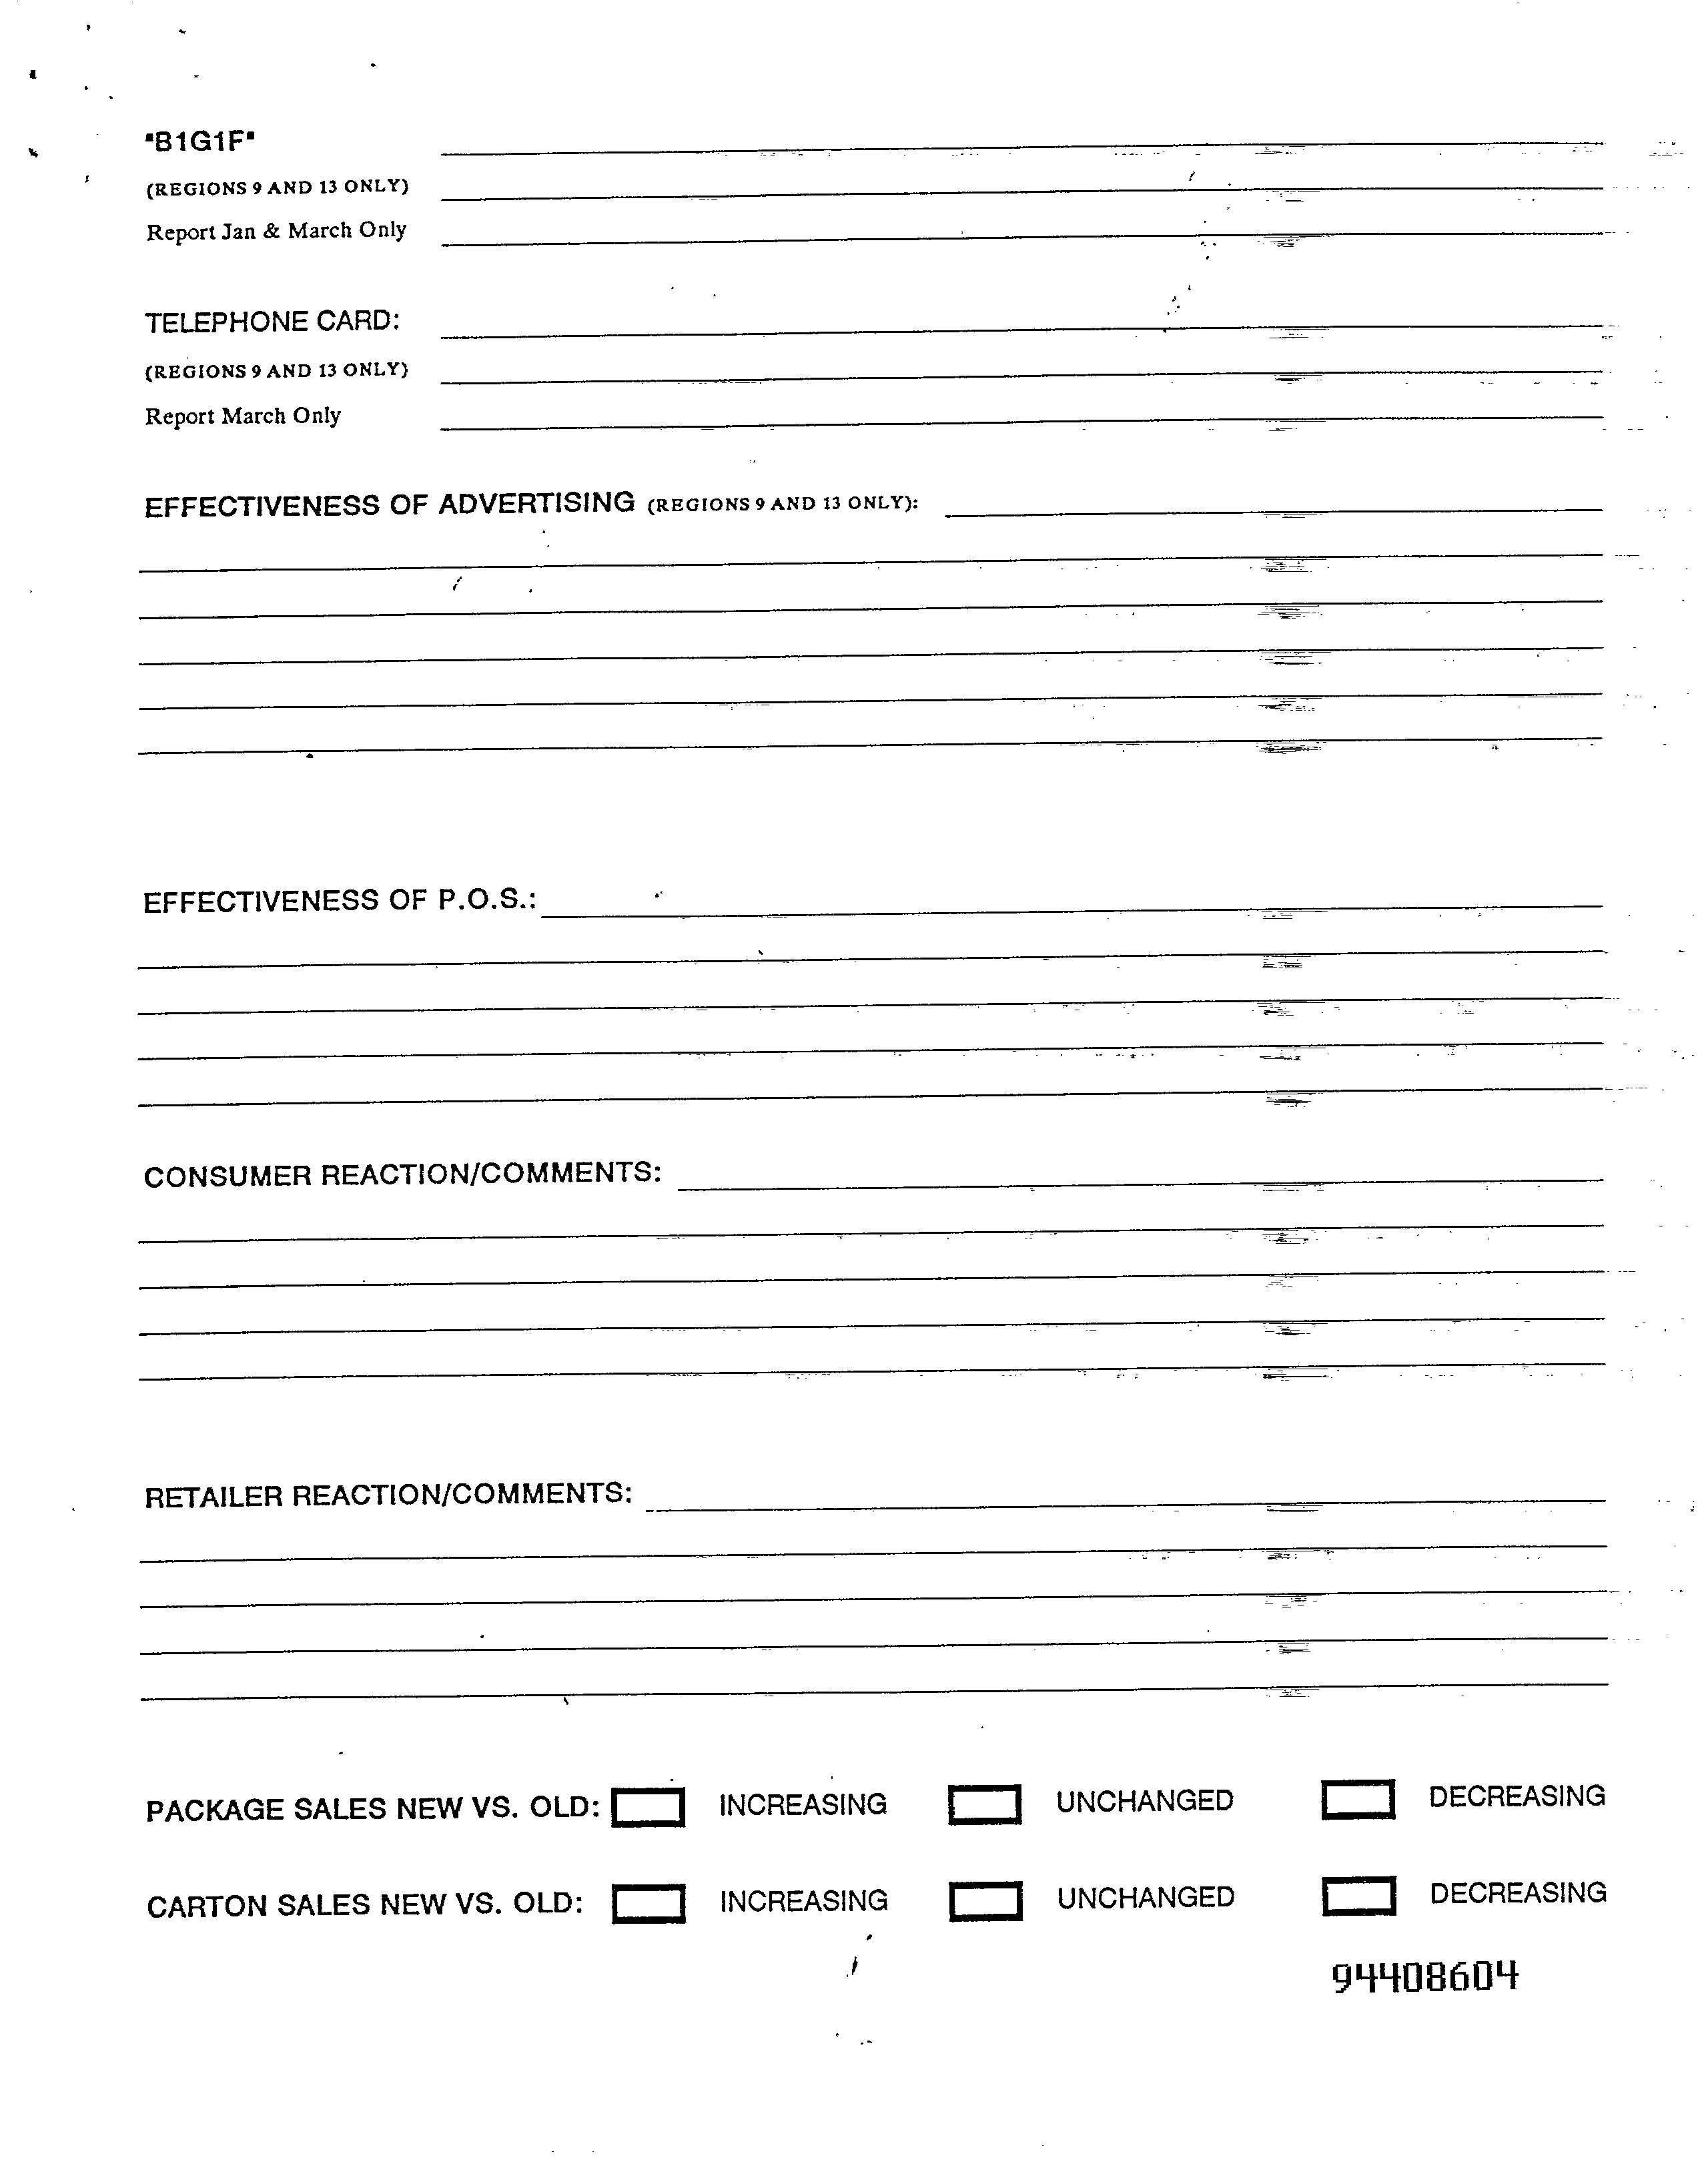 "B1G1F"
(REGIONS 9 AND 13 ONLY)
Report Jan & March Only
TELEPHONE CARD:
(REGIONS 9 AND 13 ONLY)
Report March Only
EFFECTIVENESS OF ADVERTISING (REGIONS 9 AND 13 ONLY):
EFFECTIVENESS OF P.O.S.:
CONSUMER REACTION/COMMENTS:
RETAILER REACTION/COMMENTS:
PACKAGE SALES NEW VS. OLD: INCREASING UNCHANGED DECREASING
CARTON SALES NEW VS. OLD: INCREASING UNCHANGED DECREASING
94408604